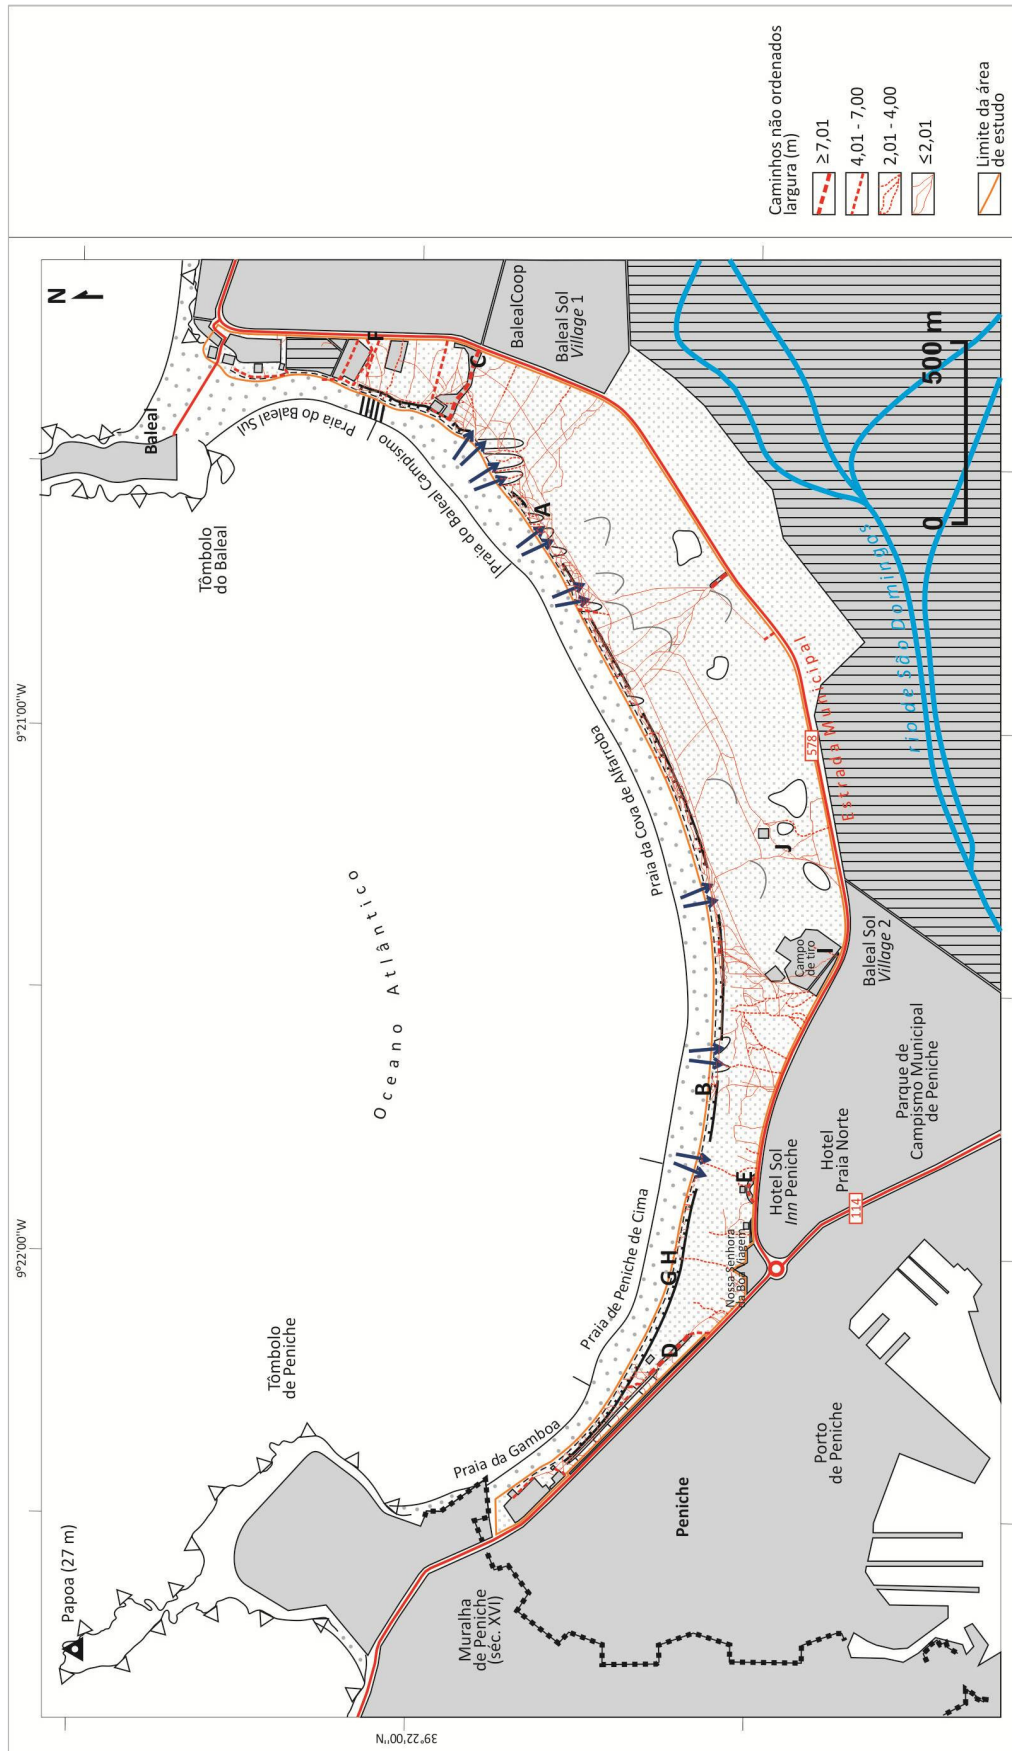 9°22'00''W
9°21'00''W
39°22'00''N
N
Papoa (27 m)
Tômbolo
de Peniche
Oceano Atlântico
Tômbolo
do Baleal
Baleal
Praia do Baleal Sul
Praia do Baleal Campismo
Praia da Cova de Alfarroba
Praia de Peniche de Cima
Praia da Gamboa
Muralha
de Peniche
(séc. XVI)
Peniche
Porto
de Peniche
Nossa Senhora
da Boa Viagem
Hotel Sol
Inn Peniche
Hotel
Praia Norte
Parque de
Campismo Municipal
de Peniche
114
Campo
de tiro
Baleal Sol
Village 2
578
Estrada Municipal
rio de São Domingos
BalealCoop
Baleal Sol
Village 1
A
B
C
D
E
F
G
H
I
J
0
500 m
Caminhos não ordenados
largura (m)
≥7,01
4,01 - 7,00
2,01 - 4,00
≤2,01
Limite da área
de estudo